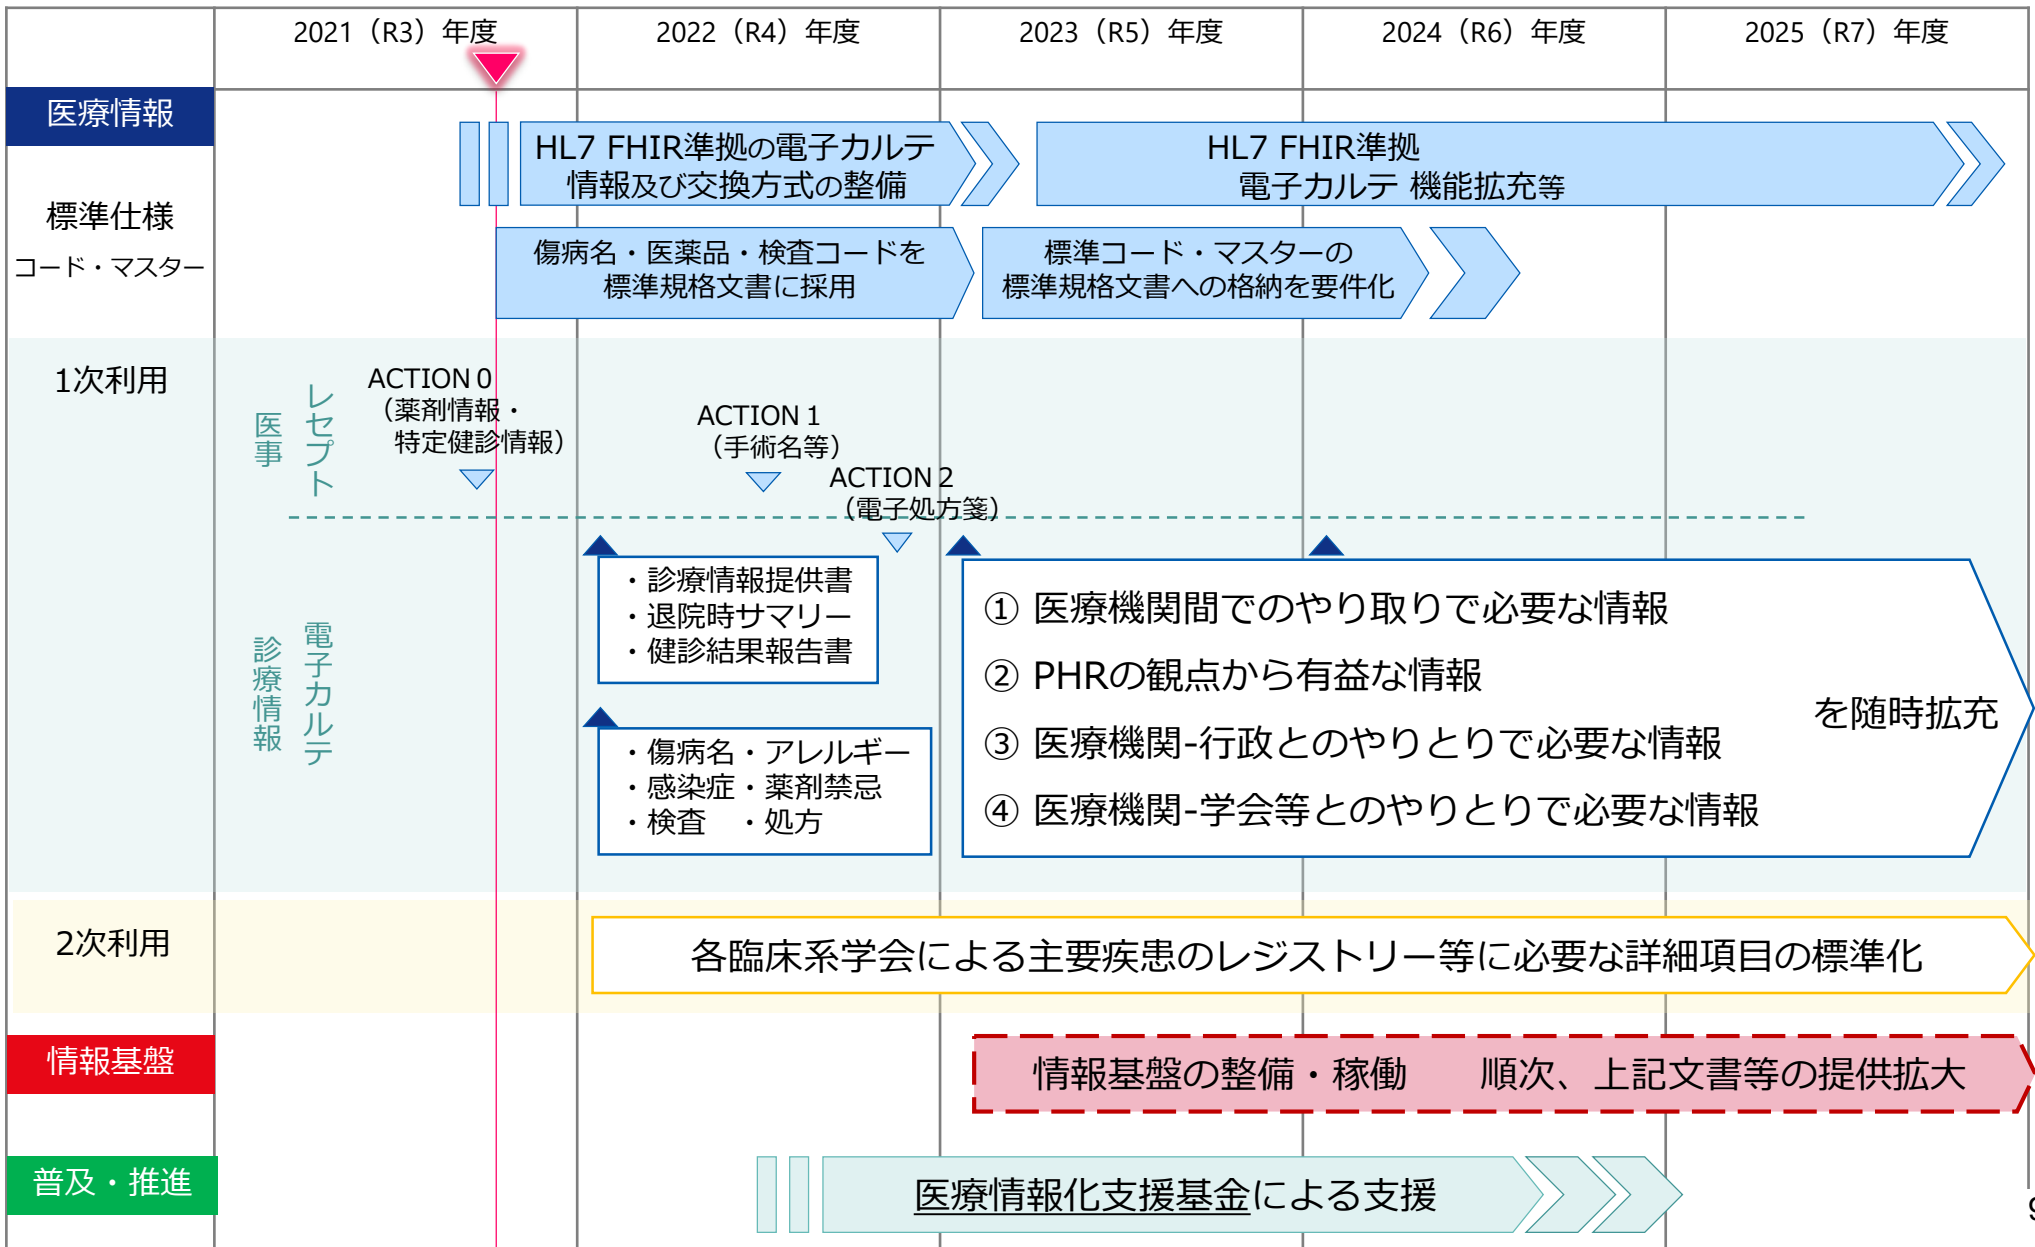 2021（R3）年度
2022（R4）年度
2023（R5）年度
2024（R6）年度
2025（R7）年度
医療情報
標準仕様
コード・マスター
HL7 FHIR準拠の電子カルテ
情報及び交換方式の整備
HL7 FHIR準拠
電子カルテ 機能拡充等
傷病名・医薬品・検査コードを
標準規格文書に採用
標準コード・マスターの
標準規格文書への格納を要件化
1次利用
レセプト
医事
ACTION０
（薬剤情報・
特定健診情報）
ACTION１
（手術名等）
ACTION２
（電子処方箋）
電子カルテ
診療情報
・診療情報提供書
・退院時サマリー
・健診結果報告書
・傷病名・アレルギー
・感染症・薬剤禁忌
・検査　・処方
① 医療機関間でのやり取りで必要な情報
② PHRの観点から有益な情報
③ 医療機関-行政とのやりとりで必要な情報
④ 医療機関-学会等とのやりとりで必要な情報
を随時拡充
2次利用
各臨床系学会による主要疾患のレジストリー等に必要な詳細項目の標準化
情報基盤
情報基盤の整備・稼働　　順次、上記文書等の提供拡大
普及・推進
医療情報化支援基金による支援